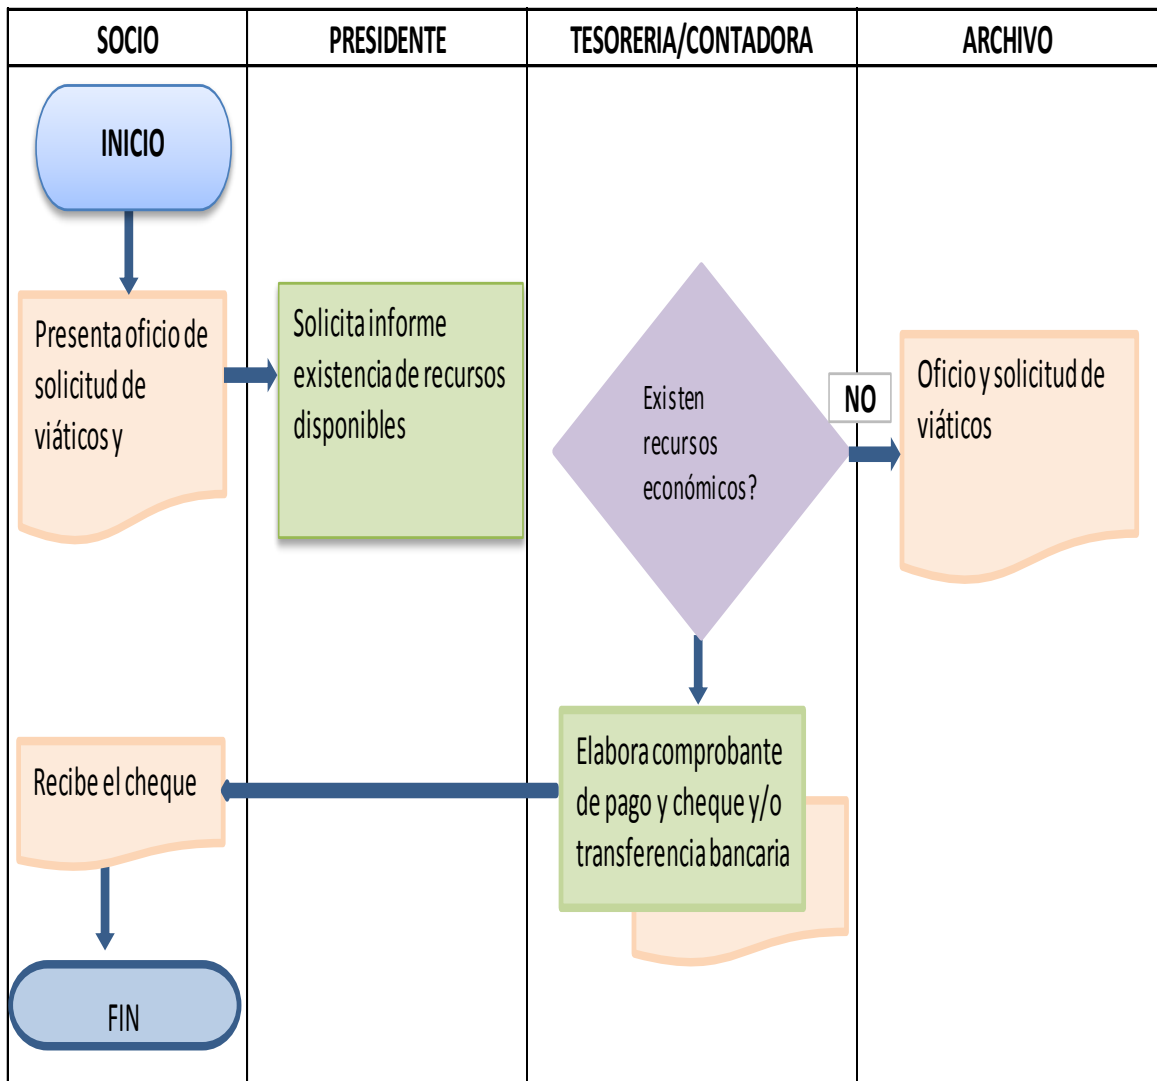 SOCIO
PRESIDENTE
TESORERIA/CONTADORA
ARCHIVO
INICIO
Presenta oficio de
solicitud de
viáticos y
Solicita informe
existencia de recursos
disponibles
Existen
recursos
económicos?
NO
Oficio y solicitud de
viáticos
Elabora comprobante
de pago y cheque y/o
transferencia bancaria
Recibe el cheque
FIN